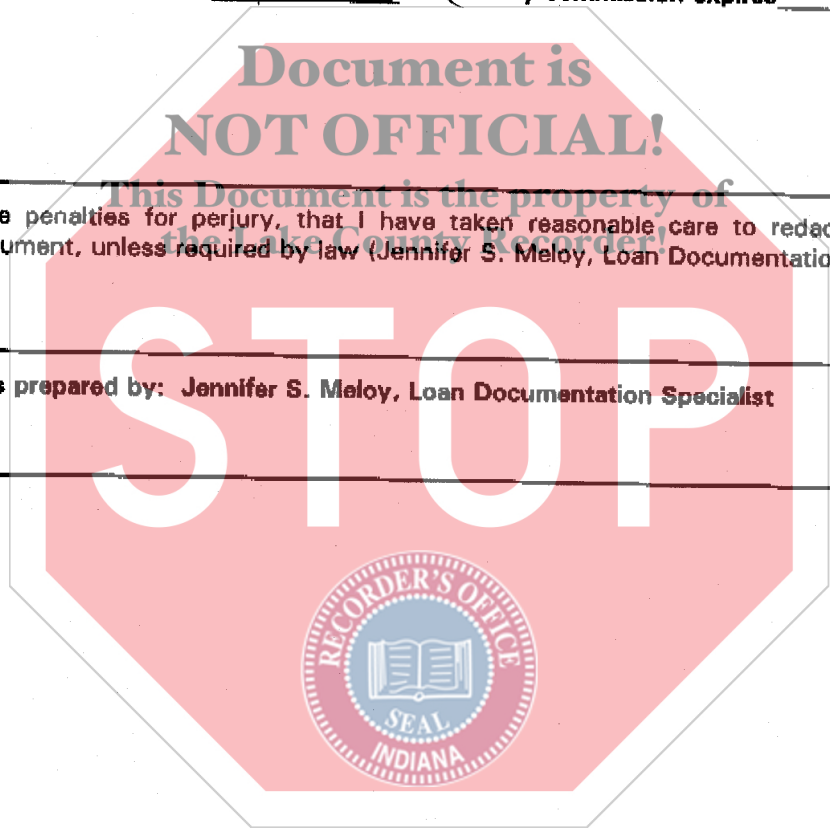 Document is
NOT OFFICIAL!
This Document is the property of
the Lake County Recorder!
e penalties for perjury, that I have taken reasonable care to redac
ument, unless required by law (Jennifer S. Meloy, Loan Documentatio
s prepared by: Jennifer S. Meloy, Loan Documentation Specialist
STOP
RECORDER'S OFFICE
SEAL
INDIANA